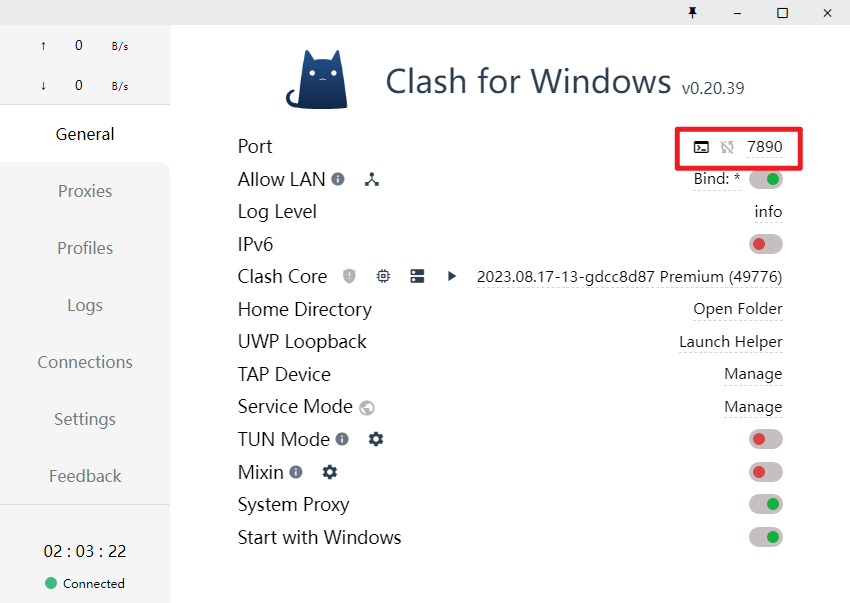 ↑ 0 B/s
↓ 0 B/s
General
Proxies
Profiles
Logs
Connections
Settings
Feedback
02 : 03 : 22
Connected
Clash for Windows v0.20.39
Port 7890
Allow LAN Bind: *
Log Level info
IPv6
Clash Core 2023.08.17-13-gdcc8d87 Premium (49776)
Home Directory Open Folder
UWP Loopback Launch Helper
TAP Device Manage
Service Mode Manage
TUN Mode
Mixin
System Proxy
Start with Windows